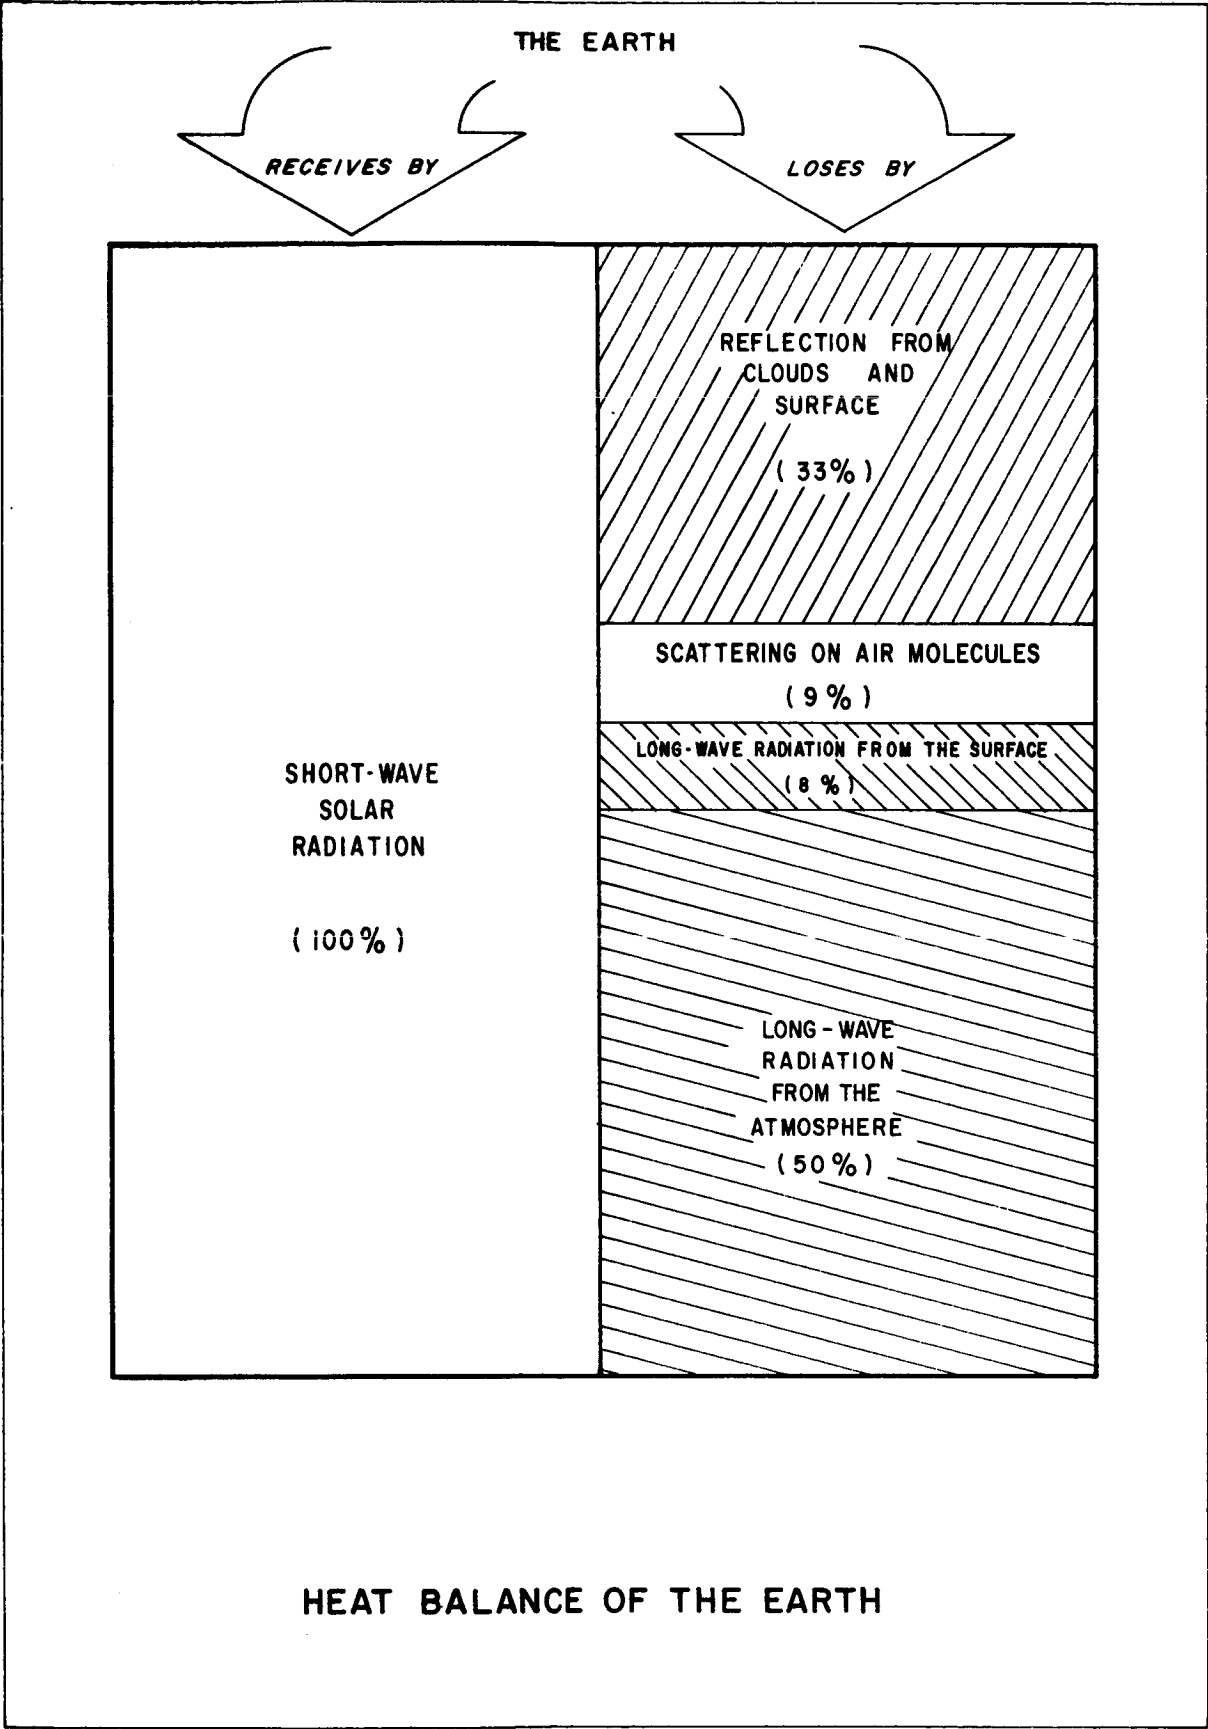 THE EARTH
RECEIVES BY
LOSES BY
SHORT-WAVE
SOLAR
RADIATION
(100%)
REFLECTION FROM
CLOUDS AND
SURFACE
(33%)
SCATTERING ON AIR MOLECULES
(9%)
LONG-WAVE RADIATION FROM THE SURFACE
(8%)
LONG-WAVE
RADIATION
FROM THE
ATMOSPHERE
(50%)
HEAT BALANCE OF THE EARTH